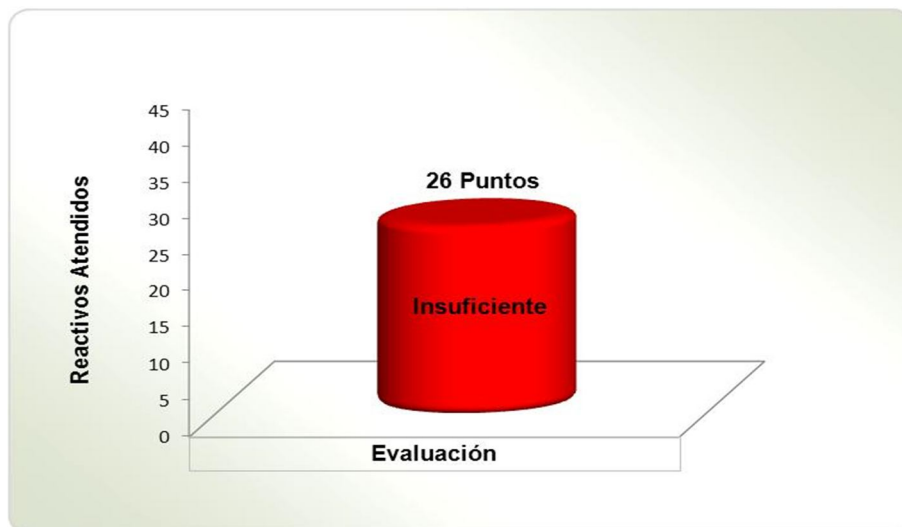 26 Puntos
Insuficiente
Reactivos Atendidos
45
40
35
30
25
20
15
10
5
0
Evaluación